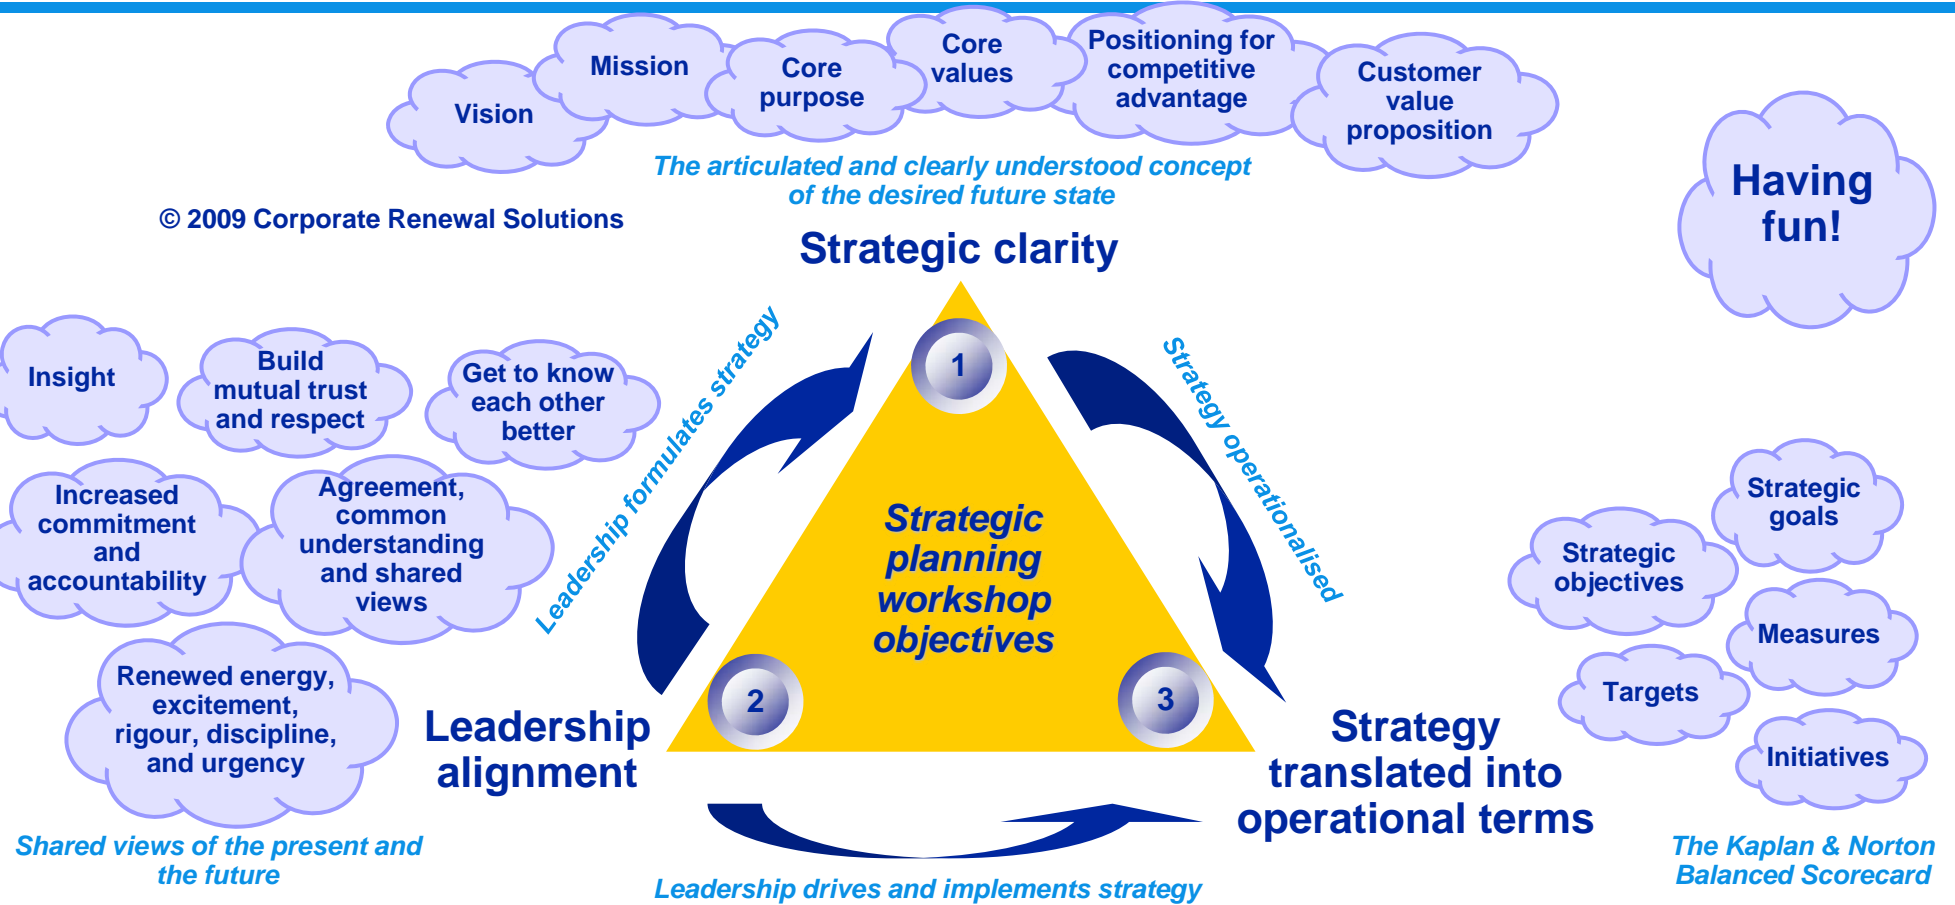 Vision
Mission
Core
purpose
Core
values
Positioning for
competitive
advantage
Customer
value
proposition
The articulated and clearly understood concept
of the desired future state
© 2009 Corporate Renewal Solutions
Having
fun!
Strategic clarity
Insight
Build
mutual trust
and respect
Get to know
each other
better
Increased
commitment
and
accountability
Agreement,
common
understanding
and shared
views
Renewed energy,
excitement,
rigour, discipline,
and urgency
Shared views of the present and
the future
Leadership formulates strategy
1
Strategy operationalised
Strategic
planning
workshop
objectives
2
3
Leadership
alignment
Strategy
translated into
operational terms
Leadership drives and implements strategy
Strategic
goals
Strategic
objectives
Measures
Targets
Initiatives
The Kaplan & Norton
Balanced Scorecard